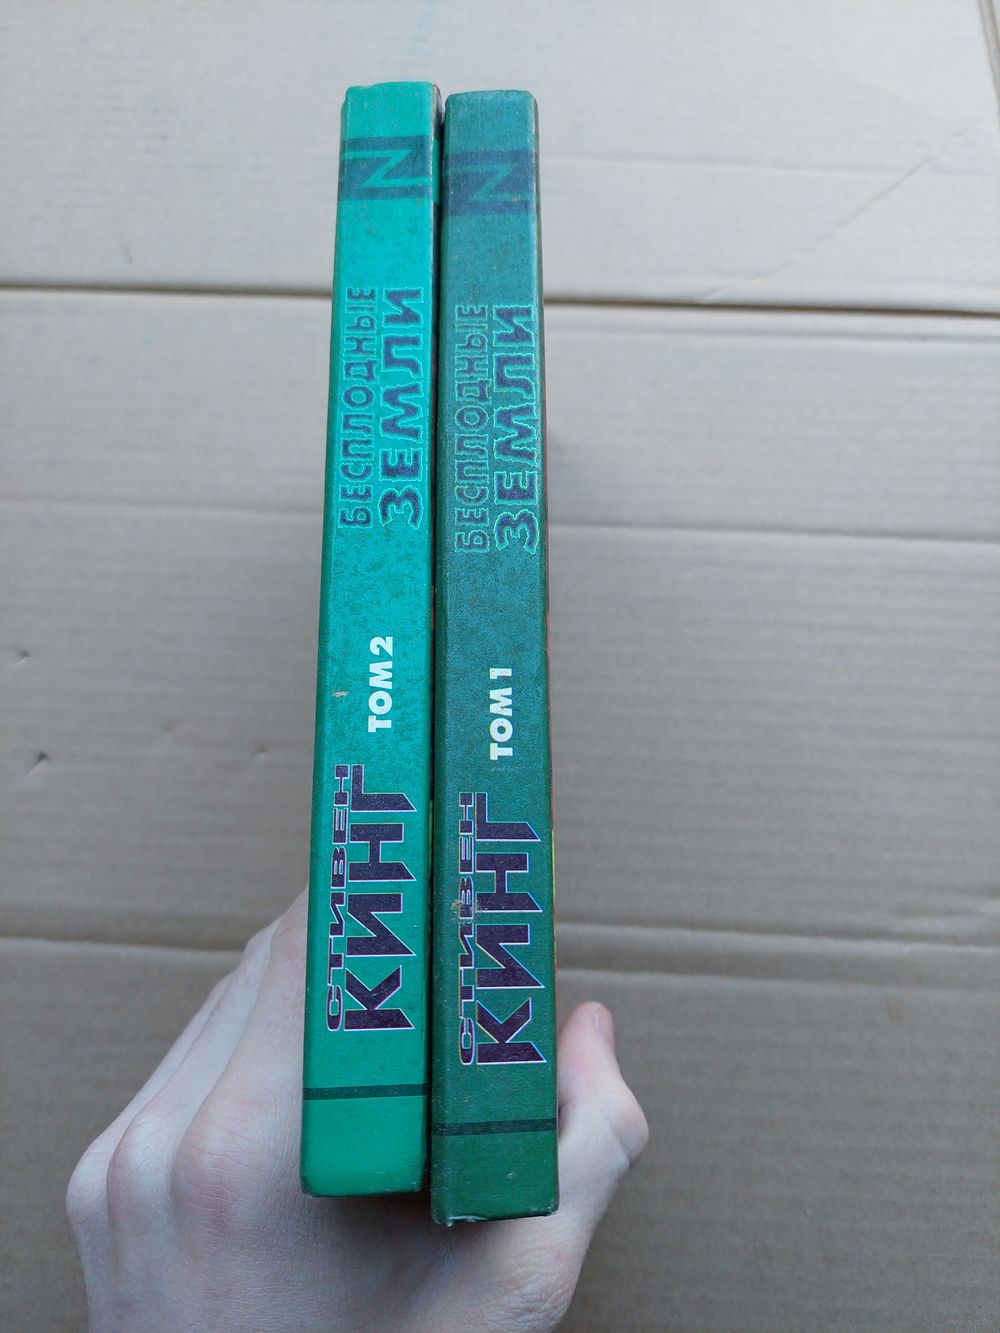 СТИВЕН
КИНГ
ТОМ 2
БЕСПЛОДНЫЕ
ЗЕМЛИ
СТИВЕН
КИНГ
ТОМ 1
БЕСПЛОДНЫЕ
ЗЕМЛИ